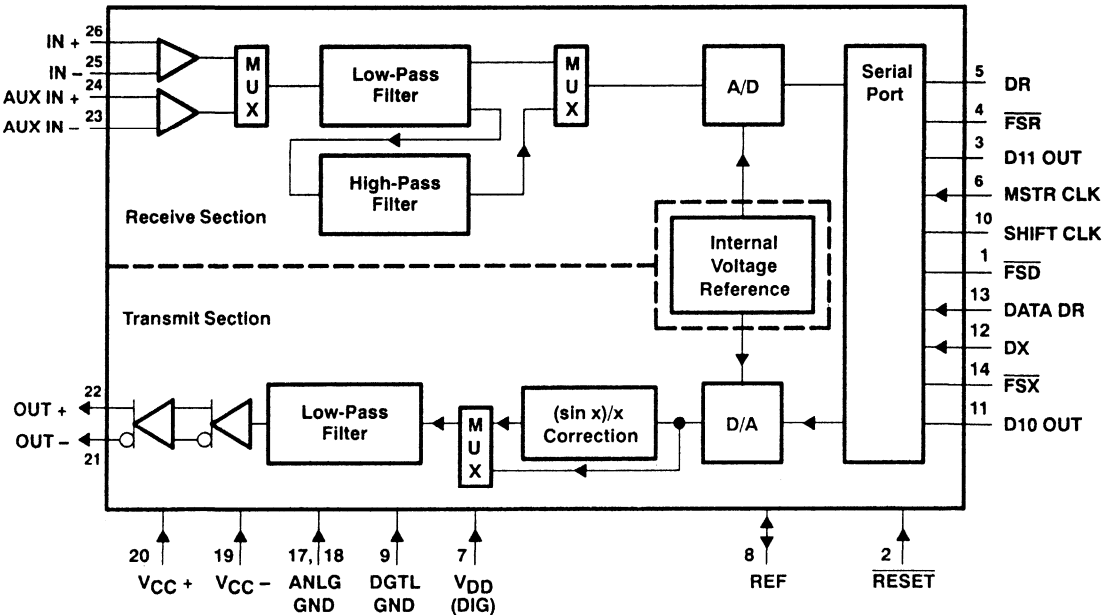 26
IN +
25
IN −
24
AUX IN +
23
AUX IN −
M
U
X
Low-Pass
Filter
High-Pass
Filter
M
U
X
A/D
Serial
Port
5
DR
4
FSR
3
D11 OUT
6
MSTR CLK
10
SHIFT CLK
1
FSD
13
DATA DR
12
DX
14
FSX
11
D10 OUT
Receive Section
Internal
Voltage
Reference
Transmit Section
22
OUT +
OUT −
21
Low-Pass
Filter
M
U
X
(sin x)/x
Correction
D/A
20
VCC +
19
VCC −
17, 18
ANLG
GND
9
DGTL
GND
7
VDD
(DIG)
8
REF
2
RESET